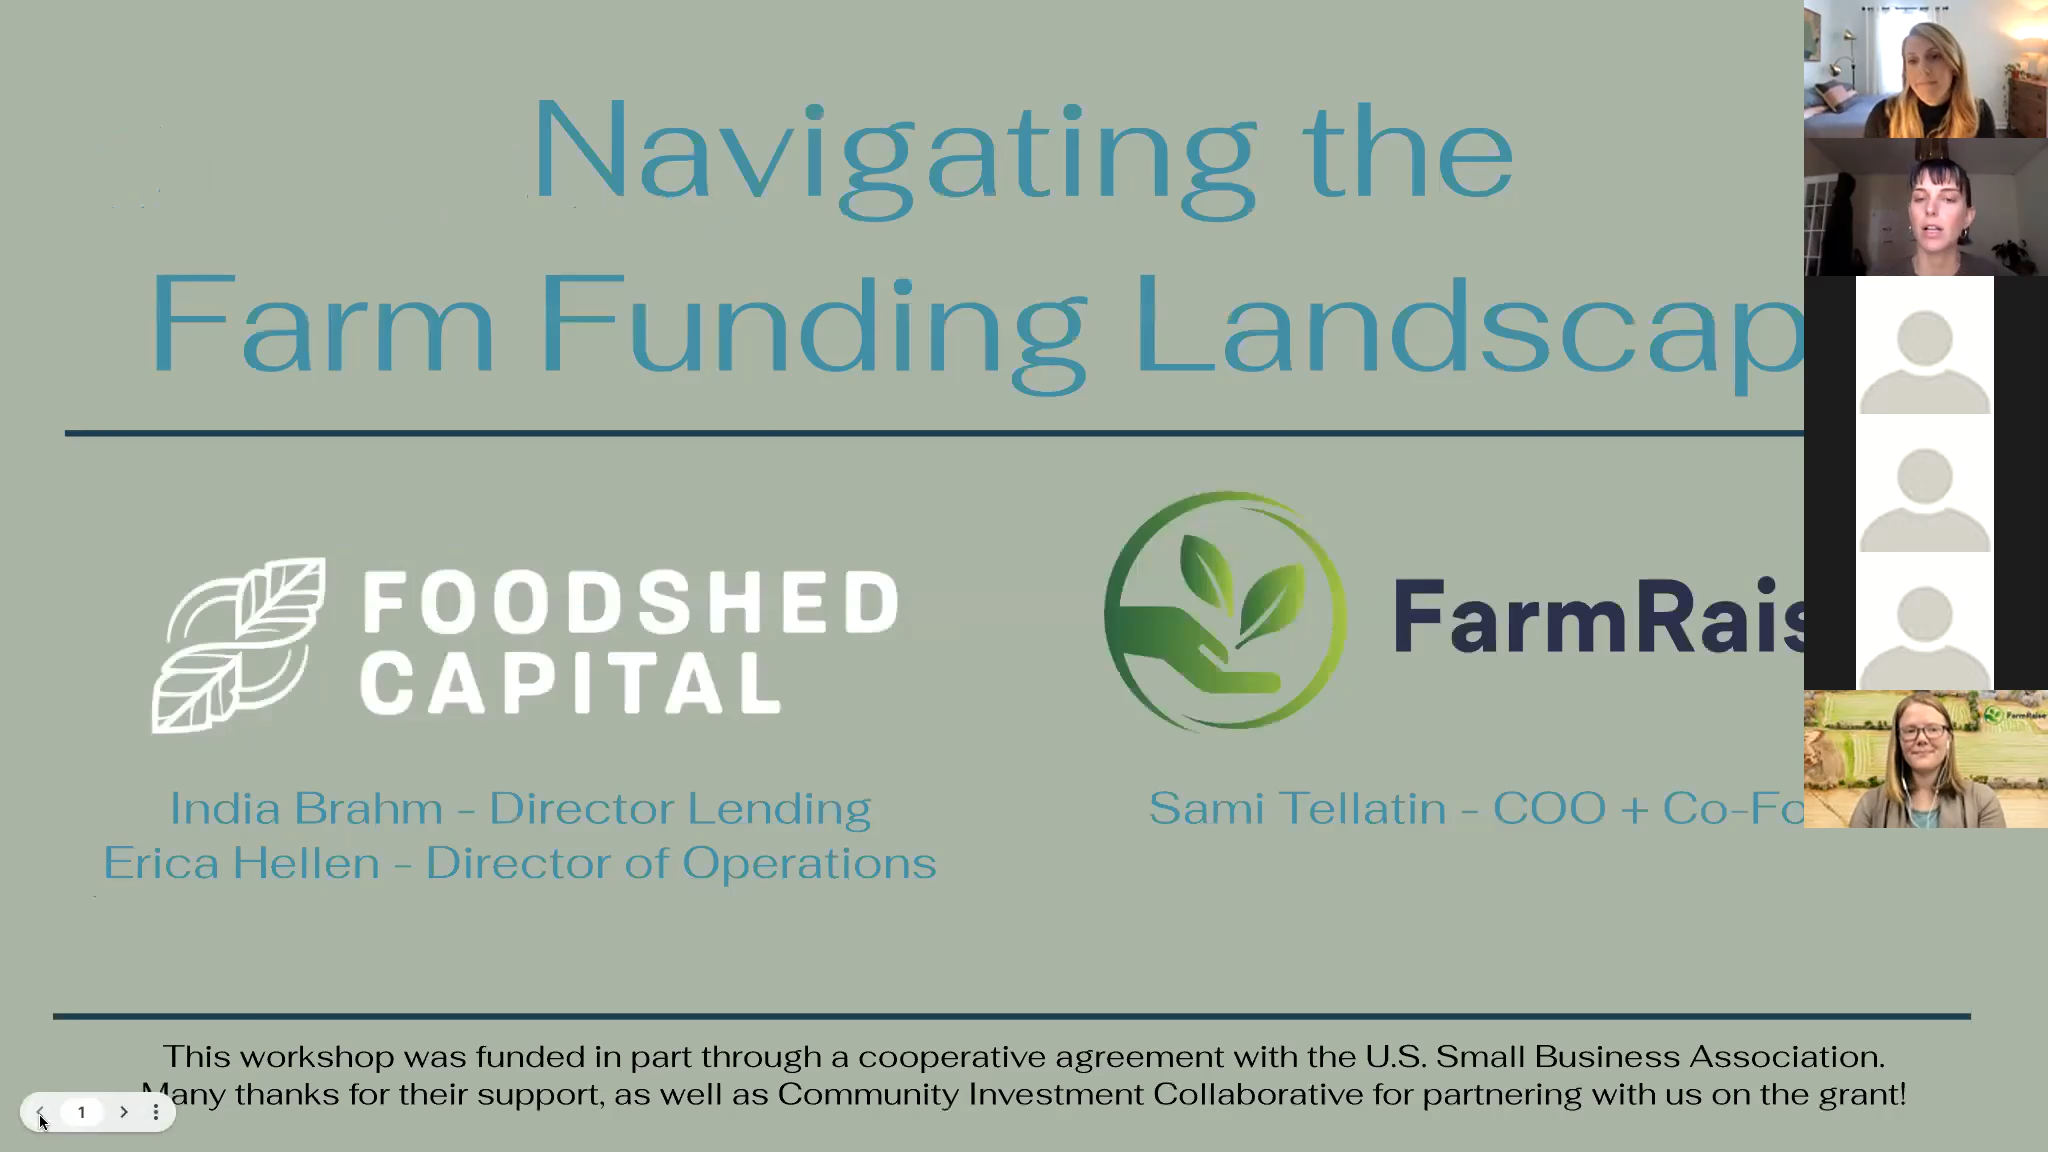 Navigating the
Farm Funding Landscap
FOODSHED
CAPITAL
FarmRais
India Brahm - Director Lending
Erica Hellen - Director of Operations
Sami Tellatin - COO + Co-Fo
FarmRaise
This workshop was funded in part through a cooperative agreement with the U.S. Small Business Association.
Many thanks for their support, as well as Community Investment Collaborative for partnering with us on the grant!
1